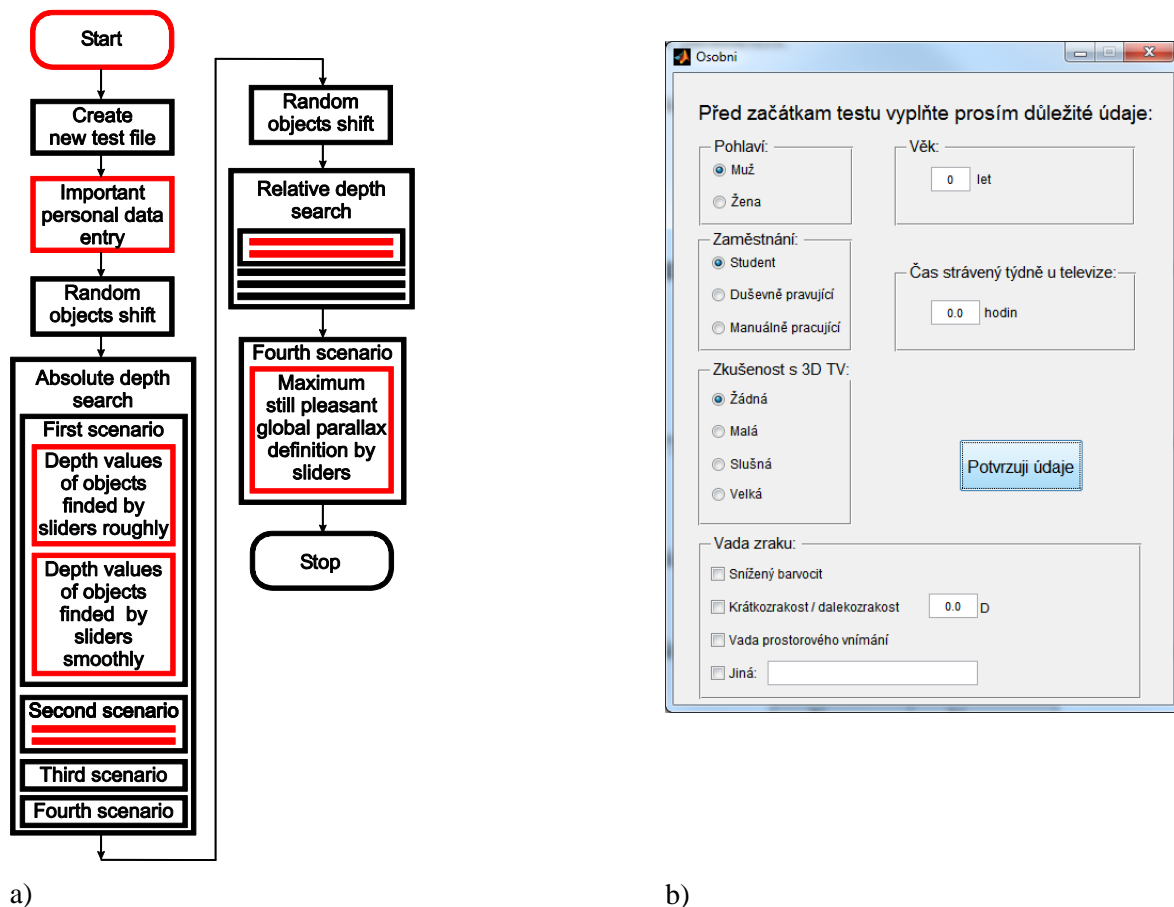 Start
Create
new test file
Important
personal data
entry
Random
objects shift
Absolute depth
search
First scenario
Depth values
of objects
finded by
sliders roughly
Depth values
of objects
finded by
sliders
smoothly
Second scenario
Third scenario
Fourth scenario
Random
objects shift
Relative depth
search
Fourth scenario
Maximum
still pleasant
global parallax
definition by
sliders
Stop
a)
Osobni
Před začátkam testu vyplňte prosím důležité údaje:
Pohlaví:
Muž
Žena
Věk:
0 let
Zaměstnání:
Student
Duševně pravující
Manuálně pracující
Čas strávený týdně u televize:
0.0 hodin
Zkušenost s 3D TV:
Žádná
Malá
Slušná
Velká
Potvrzuji údaje
Vada zraku:
Snížený barvocit
Krátkozrakost / dalekozrakost 0.0 D
Vada prostorového vnímání
Jiná:
b)